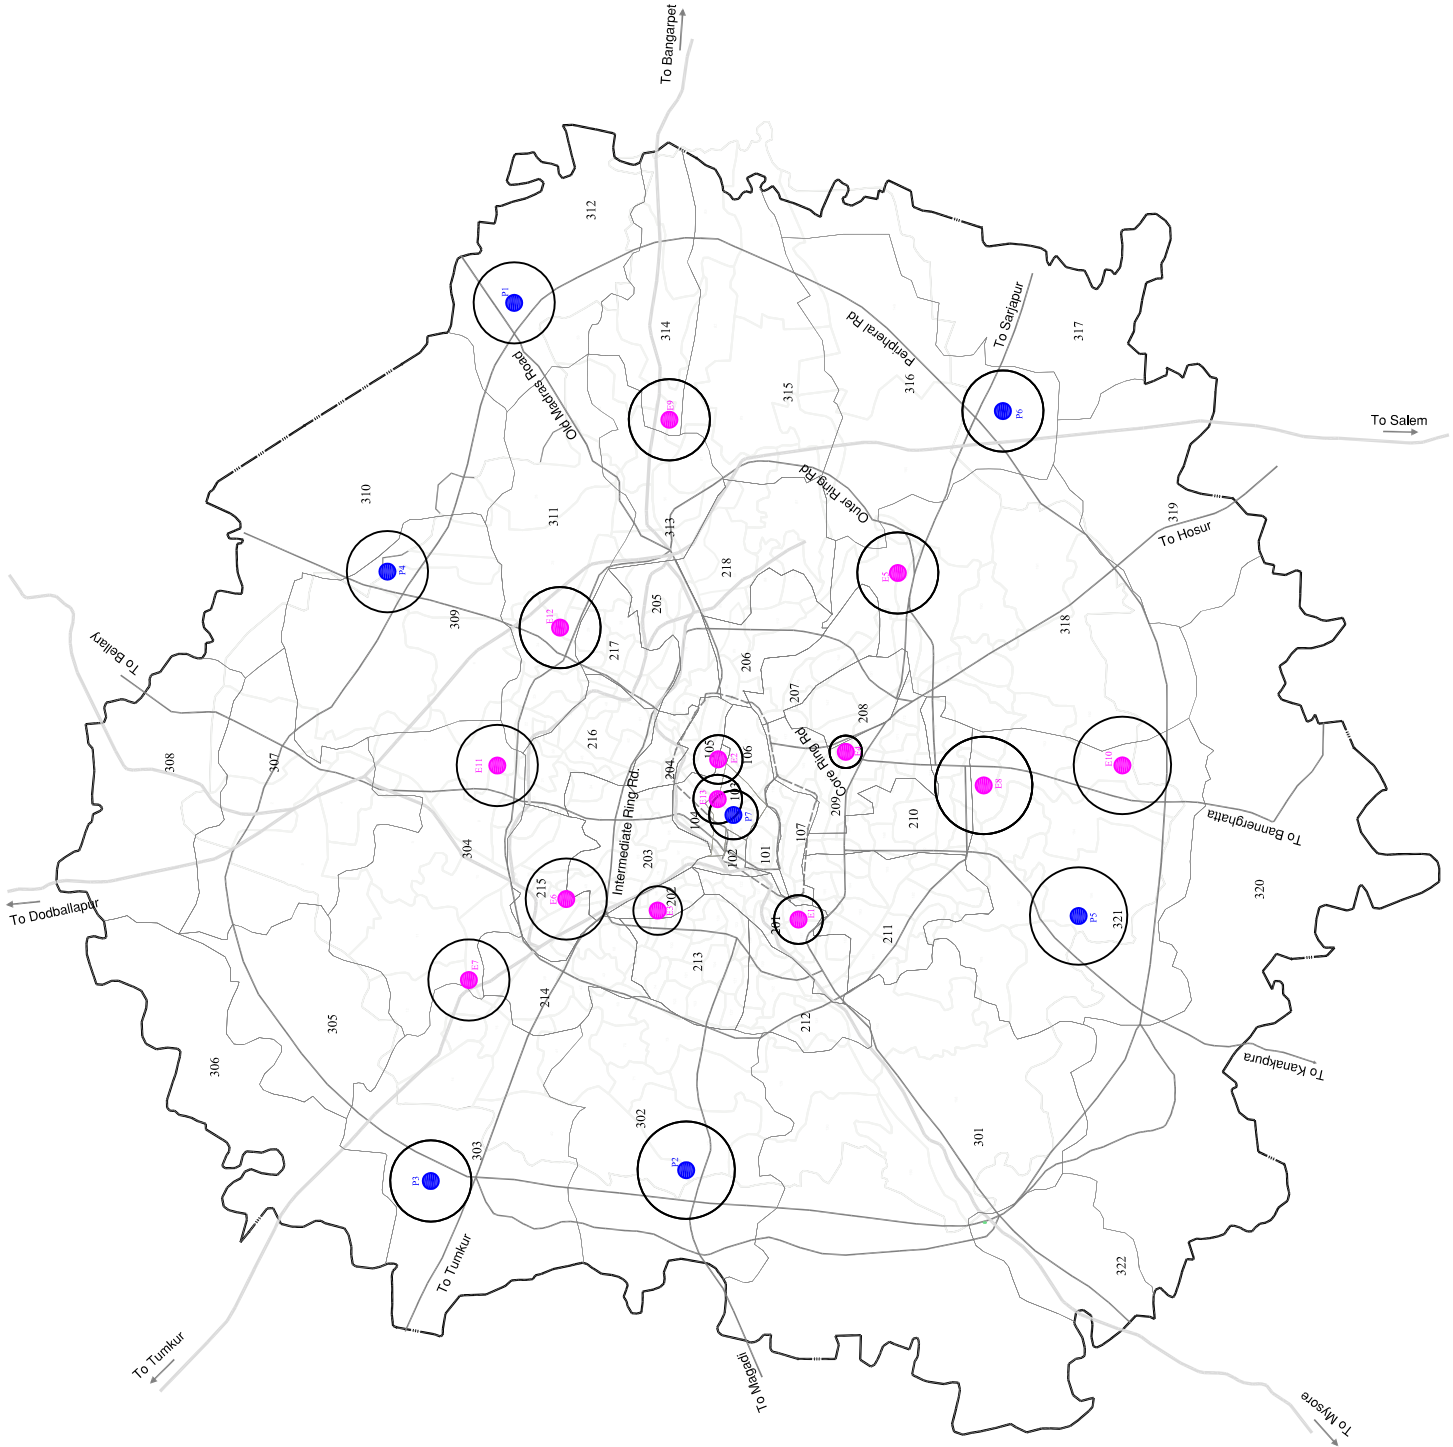 To Bangarpet
312
P1
314
317
To Sarjapur
Peripheral Rd
315
316
Old Madras Road
E9
P6
To Salem
310
311
Outer Ring Rd
319
313
To Hosur
P4
218
E5
205
309
E12
318
To Bellary
217
206
207
208
216
105
106
E2
308
307
204
E11
Core Ring Rd
E10
E8
Intermediate Ring Rd.
E13
104
P7
209
210
To Bannerghatta
107
304
203
102
101
215
E6
202
320
To Dodballapur
201
E1
P5
321
211
213
E7
214
305
212
306
To Kanakpura
302
301
303
P3
P2
To Tumkur
322
To Tumkur
To Magadi
To Mysore